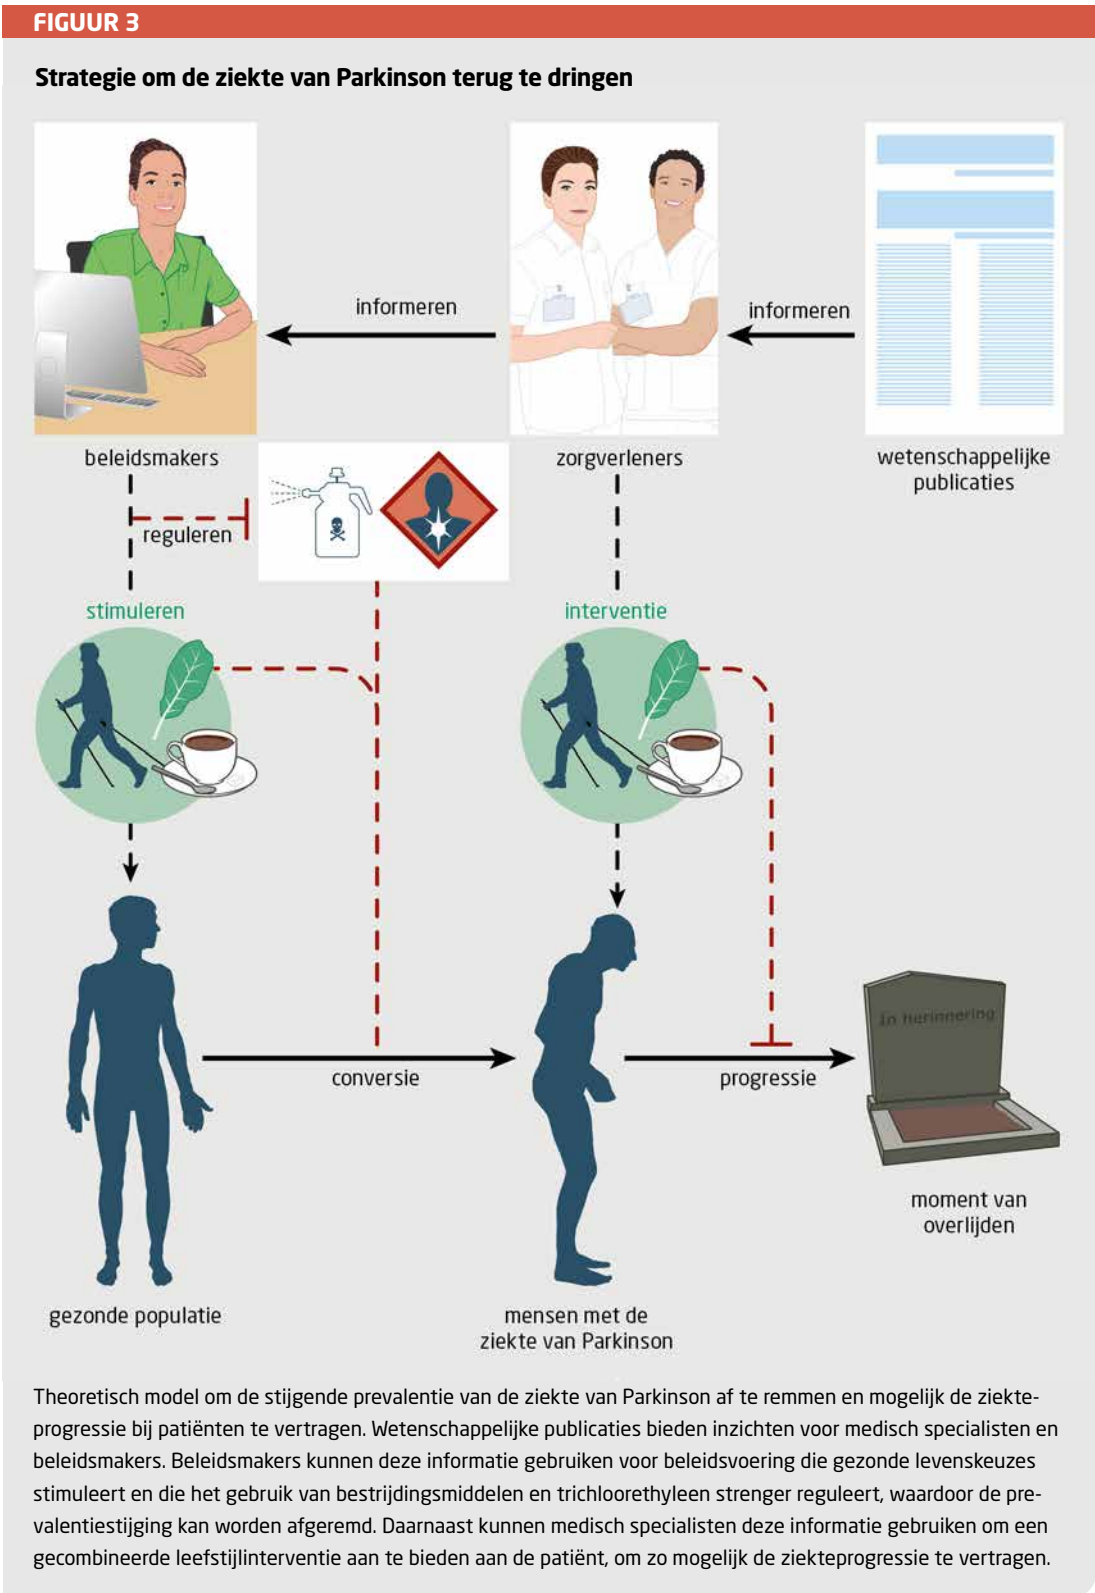 FIGUUR 3
Strategie om de ziekte van Parkinson terug te dringen
informeren
informeren
beleidsmakers
zorgverleners
wetenschappelijke
publicaties
reguleren
stimuleren
interventie
In herinnering
conversie
progressie
moment van
overlijden
gezonde populatie
mensen met de
ziekte van Parkinson
Theoretisch model om de stijgende prevalentie van de ziekte van Parkinson af te remmen en mogelijk de ziekte-
progressie bij patiënten te vertragen. Wetenschappelijke publicaties bieden inzichten voor medisch specialisten en
beleidsmakers. Beleidsmakers kunnen deze informatie gebruiken voor beleidsvoering die gezonde levenskeuzes
stimuleert en die het gebruik van bestrijdingsmiddelen en trichloorethyleen strenger reguleert, waardoor de pre-
valentiestijging kan worden afgeremd. Daarnaast kunnen medisch specialisten deze informatie gebruiken om een
gecombineerde leefstijlinterventie aan te bieden aan de patiënt, om zo mogelijk de ziekteprogressie te vertragen.